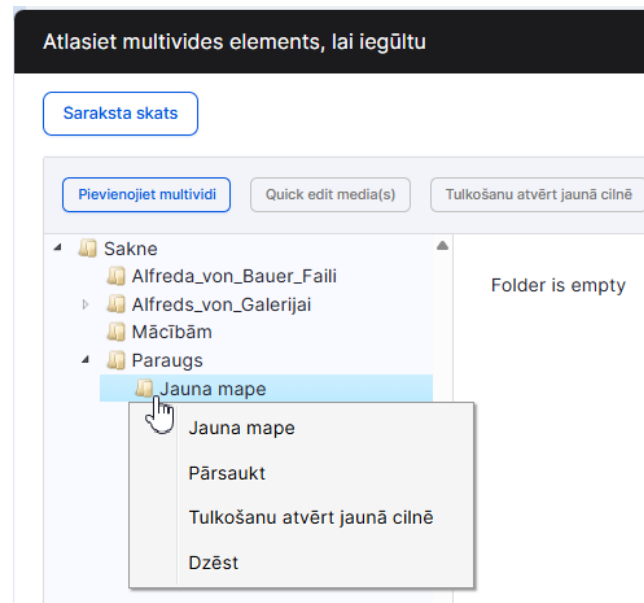 Atlasiet multivides elements, lai iegūtu
Saraksta skats
Pievienojiet multividi Quick edit media(s) Tulkošanu atvērt jaunā cilnē
Sakne
Alfreda_von_Bauer_Faili
Alfreds_von_Galerijai
Mācībām
Paraugs
Jauna mape
Folder is empty
Jauna mape
Pārsaukt
Tulkošanu atvērt jaunā cilnē
Dzēst